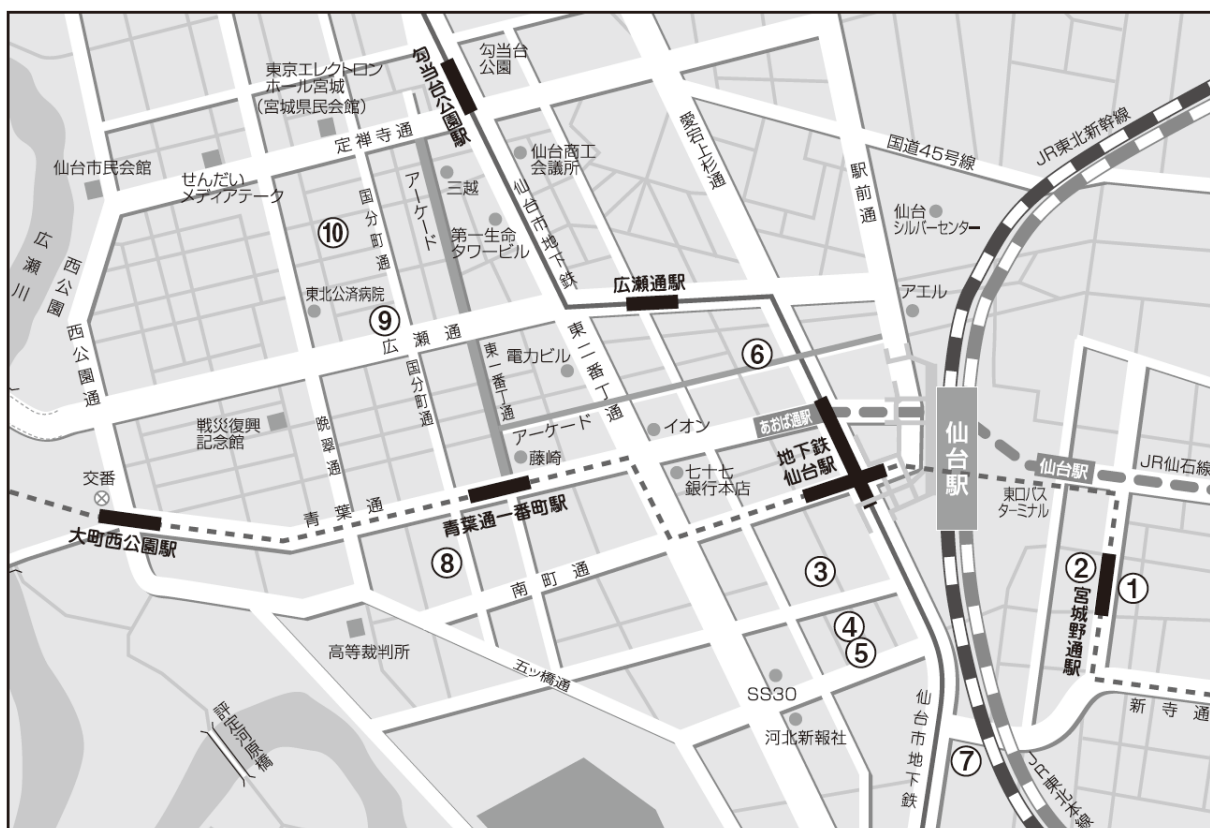 東京エレクトロン
ホール宮城
(宮城県民会館)
勾当台公園駅
勾当台
公園
定禅寺通
仙台市民会館
せんだい
メディアテーク
アーケード
三越
仙台商工
会議所
仙台市地下鉄
愛宕上杉通
駅前通
国道45号線
JR東北新幹線
仙台
シルバーセンター
広瀬川
西公園
西公園通
⑩
国分町通
第一生命
タワービル
東北公済病院
⑨
広瀬通
広瀬通駅
アエル
東二番丁通
電力ビル
東一番丁通
国分町通
⑥
戦災復興
記念館
晩翠通
アーケード
藤崎
イオン
あおば通駅
地下鉄
仙台駅
仙台駅
仙台駅
JR仙石線
東口バス
ターミナル
交番
大町西公園駅
青葉通
青葉通一番町駅
七十七
銀行本店
⑧
南町通
③
④
⑤
②
①
宮城野通駅
高等裁判所
五ツ橋通
SS30
河北新報社
仙台市地下鉄
新寺通
⑦
JR東北本線
評定河原橋